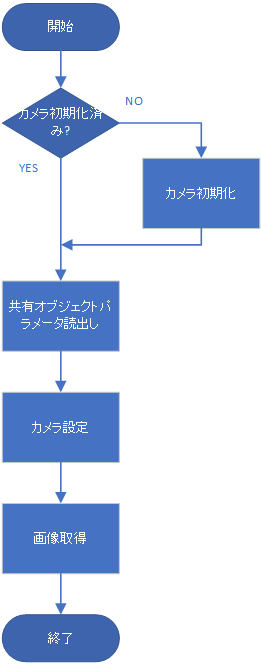 開始
カメラ初期化済
み?
NO
YES
カメラ初期化
共有オブジェクトパ
ラメータ読出し
カメラ設定
画像取得
終了